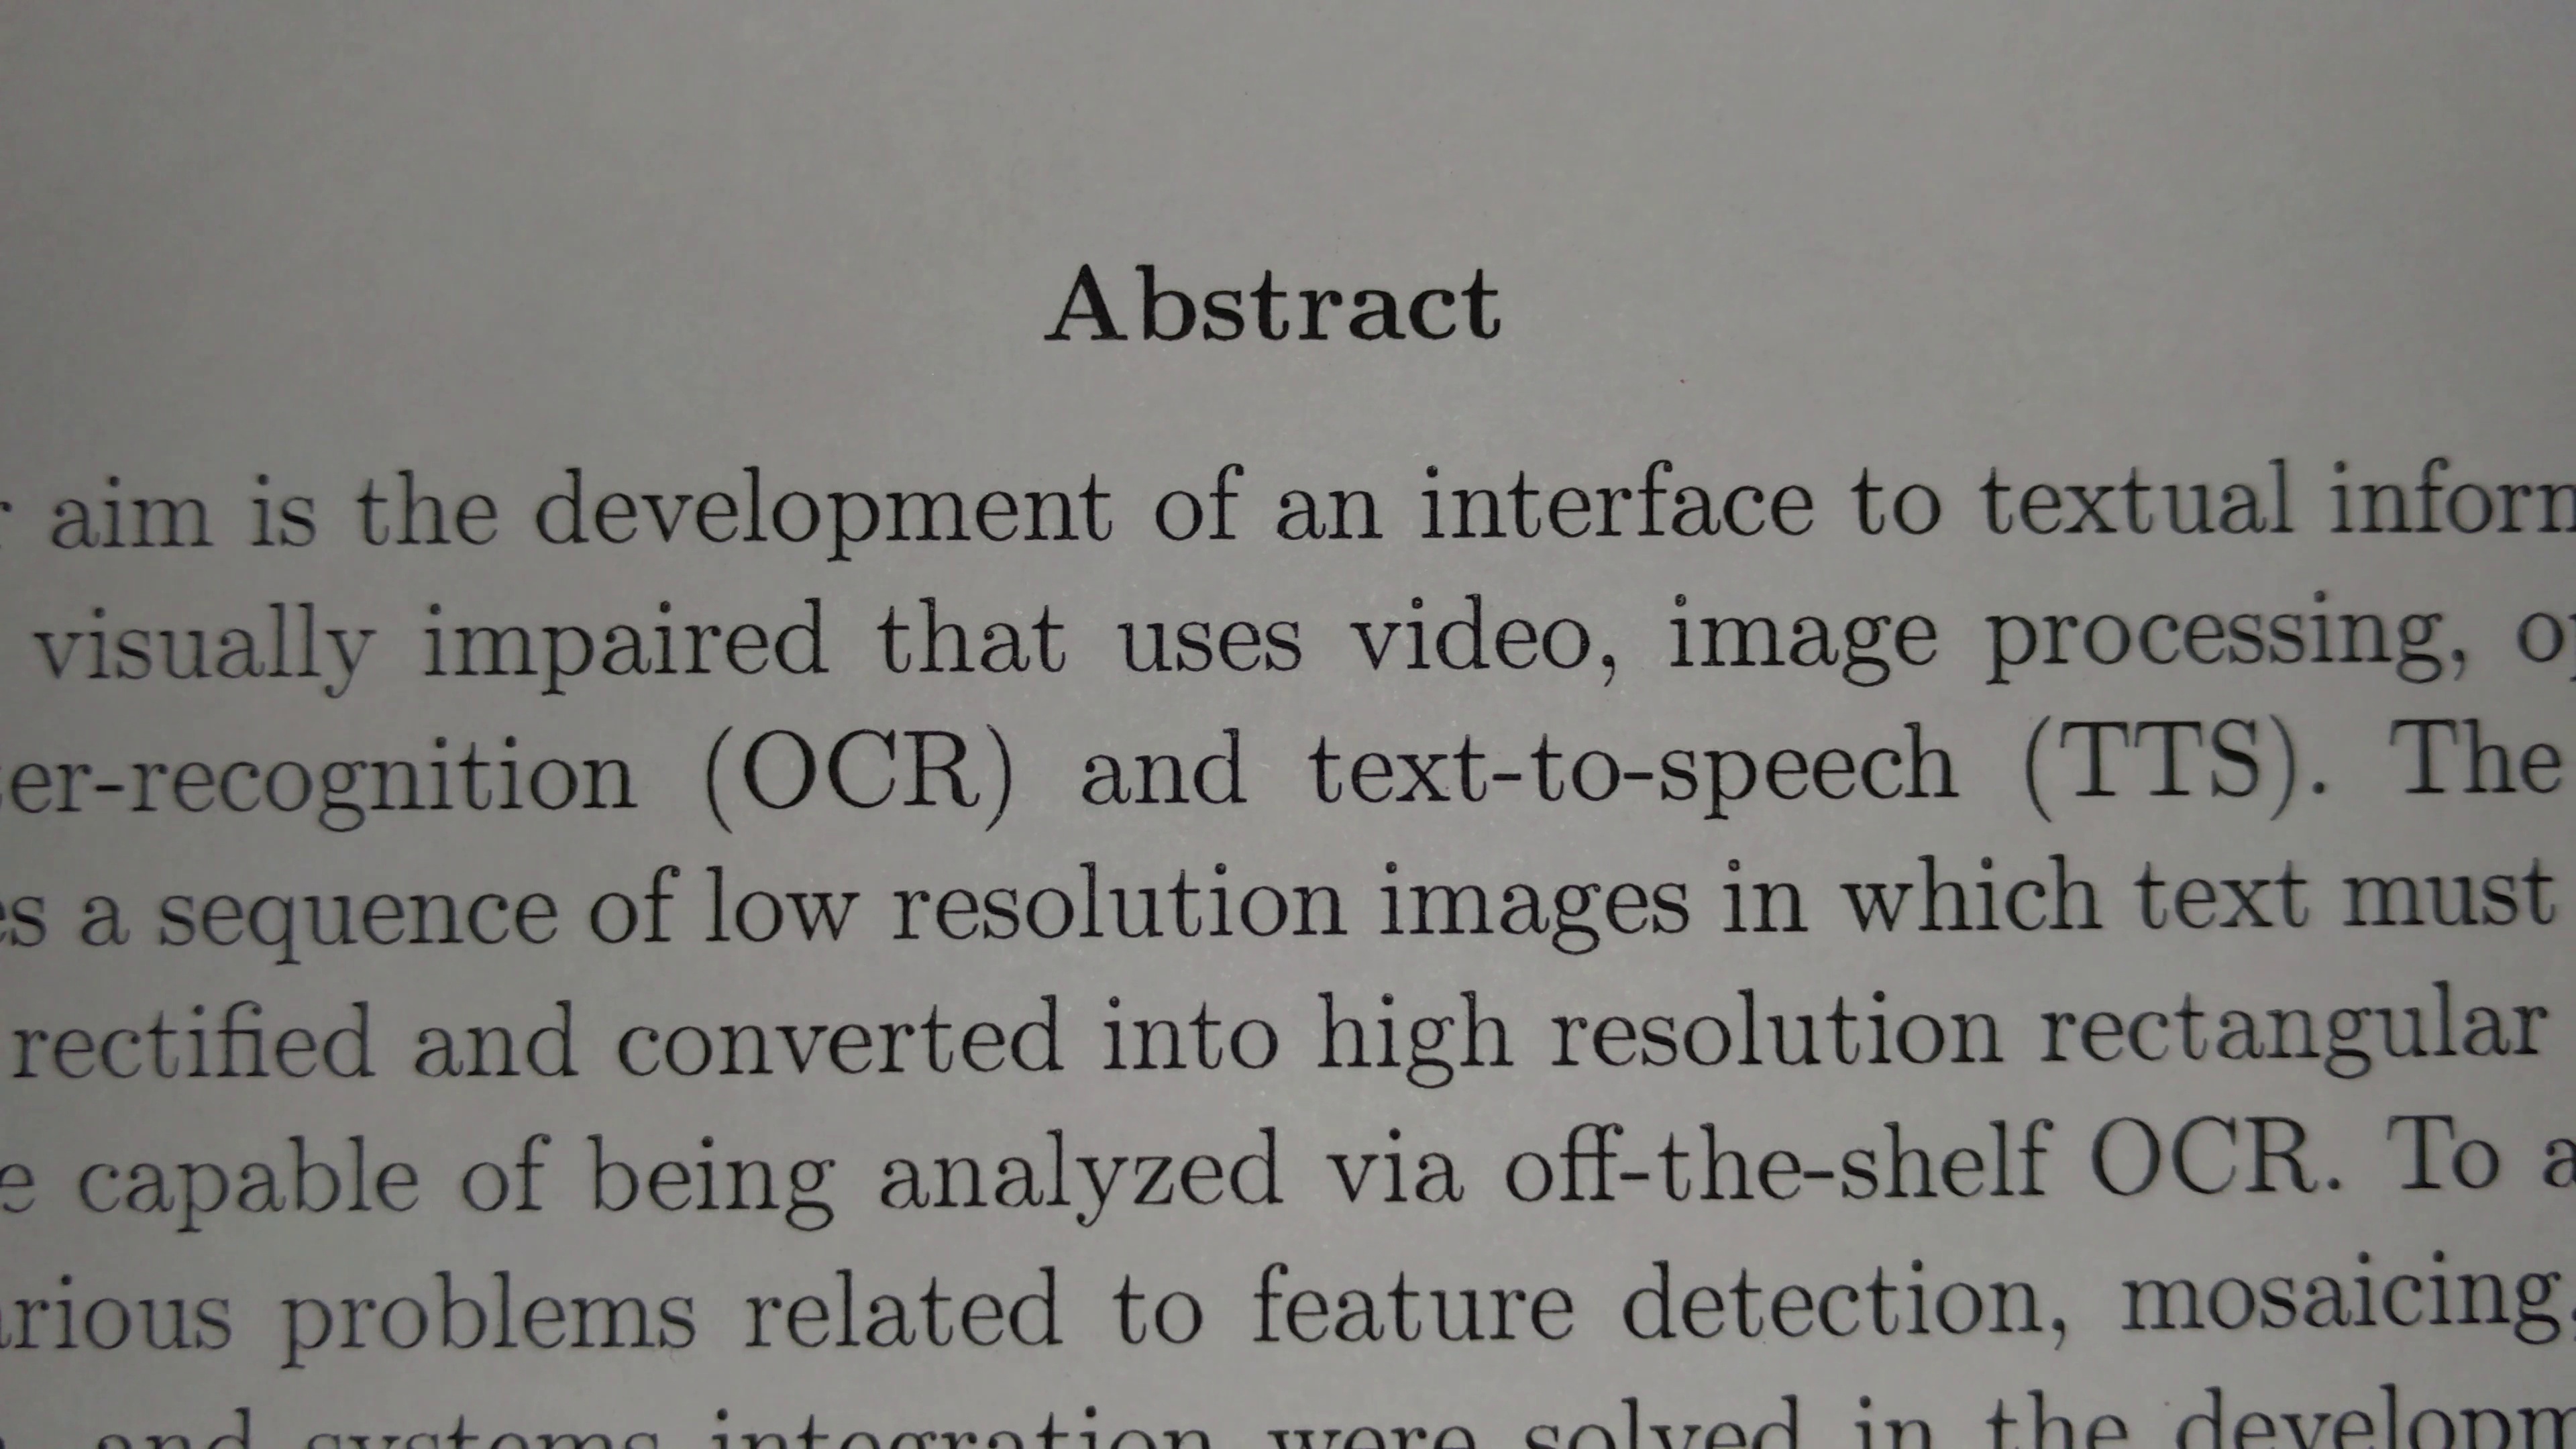 Abstract
aim is the development of an interface to textual inform
visually impaired that uses video, image processing, op
er-recognition (OCR) and text-to-speech (TTS). The
s a sequence of low resolution images in which text must
rectified and converted into high resolution rectangular
e capable of being analyzed via off-the-shelf OCR. To a
rious problems related to feature detection, mosaicing,
and systems integration were solved in the developm